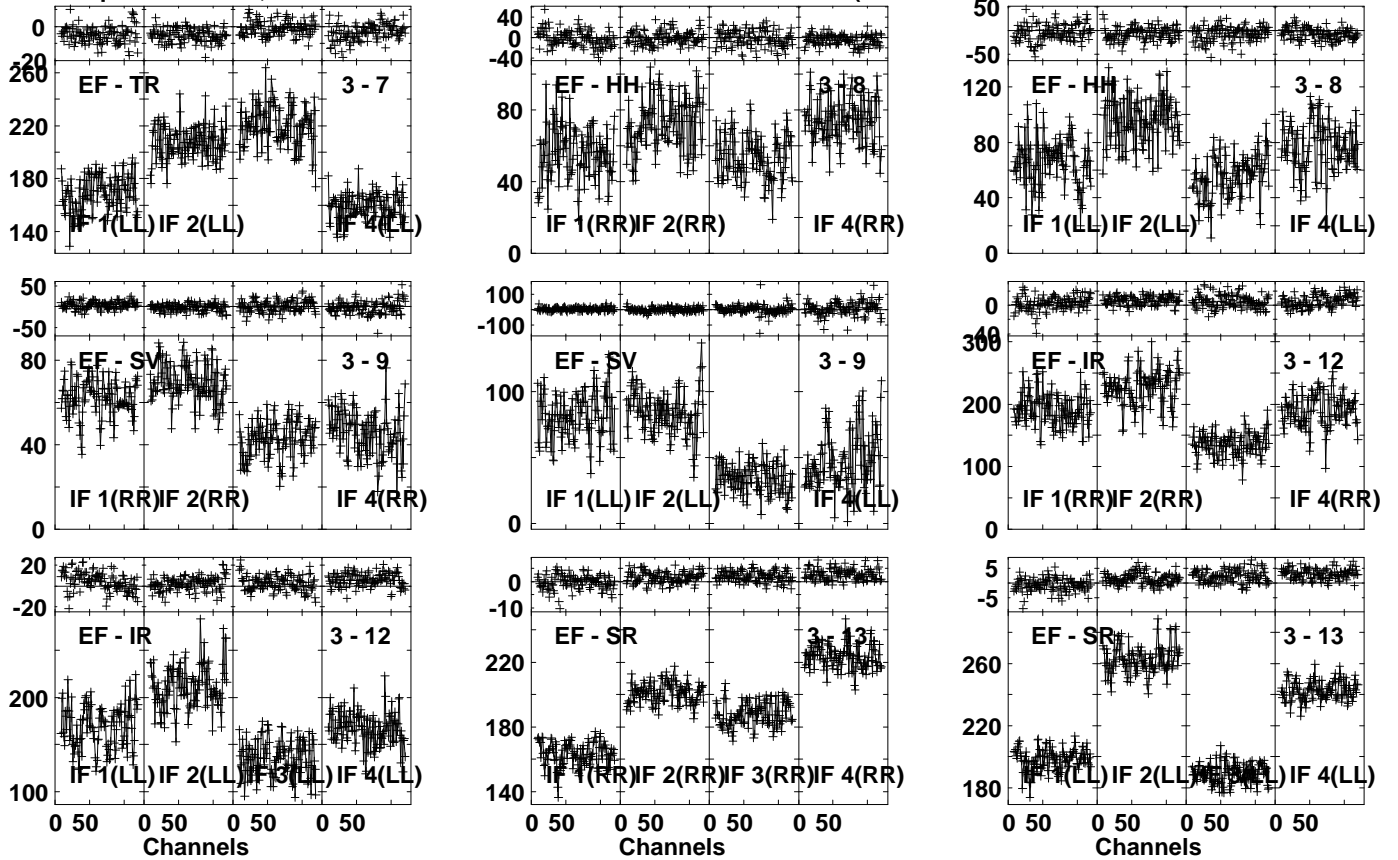 0
-20
260
220
180
140
EF - TR
3 - 7
IF 1(LL)
IF 2(LL)
IF 4(LL)
40
0
-40
80
40
0
EF - HH
3 - 8
IF 1(RR)
IF 2(RR)
IF 4(RR)
50
0
-50
120
80
40
0
EF - HH
3 - 8
IF 1(LL)
IF 2(LL)
IF 4(LL)
50
0
-50
80
40
0
EF - SV
3 - 9
IF 1(RR)
IF 2(RR)
IF 4(RR)
100
0
-100
100
0
EF - SV
3 - 9
IF 1(LL)
IF 2(LL)
IF 4(LL)
0
40
300
200
100
0
EF - IR
3 - 12
IF 1(RR)
IF 2(RR)
IF 4(RR)
20
0
-20
200
100
EF - IR
3 - 12
IF 1(LL)
IF 2(LL)
IF 3(LL)
IF 4(LL)
0 50 0 50
Channels
0
-10
220
180
140
EF - SR
3 - 13
IF 1(RR)
IF 2(RR)
IF 3(RR)
IF 4(RR)
0 50 0 50
Channels
5
-5
260
220
180
EF - SR
3 - 13
IF 1(LL)
IF 2(LL)
IF 4(LL)
0 50 0 50
Channels